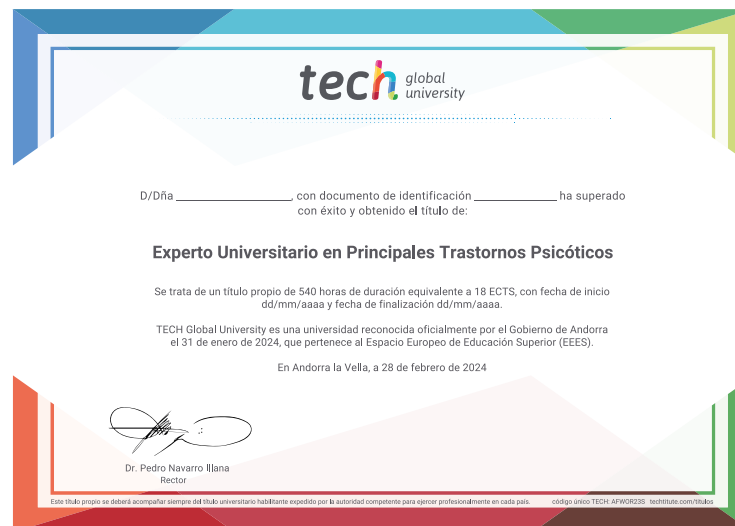 tech global university
D/Dña ________________, con documento de identificación ____________ ha superado
con éxito y obtenido el título de:
Experto Universitario en Principales Trastornos Psicóticos
Se trata de un título propio de 540 horas de duración equivalente a 18 ECTS, con fecha de inicio
dd/mm/aaaa y fecha de finalización dd/mm/aaaa.
TECH Global University es una universidad reconocida oficialmente por el Gobierno de Andorra
el 31 de enero de 2024, que pertenece al Espacio Europeo de Educación Superior (EEES).
En Andorra la Vella, a 28 de febrero de 2024
Dr. Pedro Navarro Illana
Rector
Este título propio se deberá acompañar siempre del título universitario habilitante expedido por la autoridad competente para ejercer profesionalmente en cada país. código único TECH: AFWOR23S techtitute.com/titulos